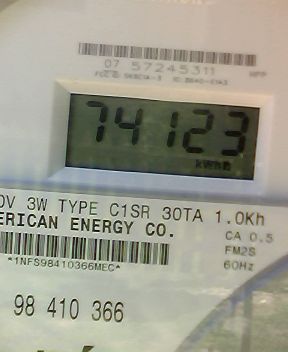 07 57245311
74123
kWh
0V 3W TYPE C1SR 30TA 1.0Kh
ERICAN ENERGY CO.
CA 0.5
FM2S
*1NFS98410366MEC*
60Hz
98 410 366